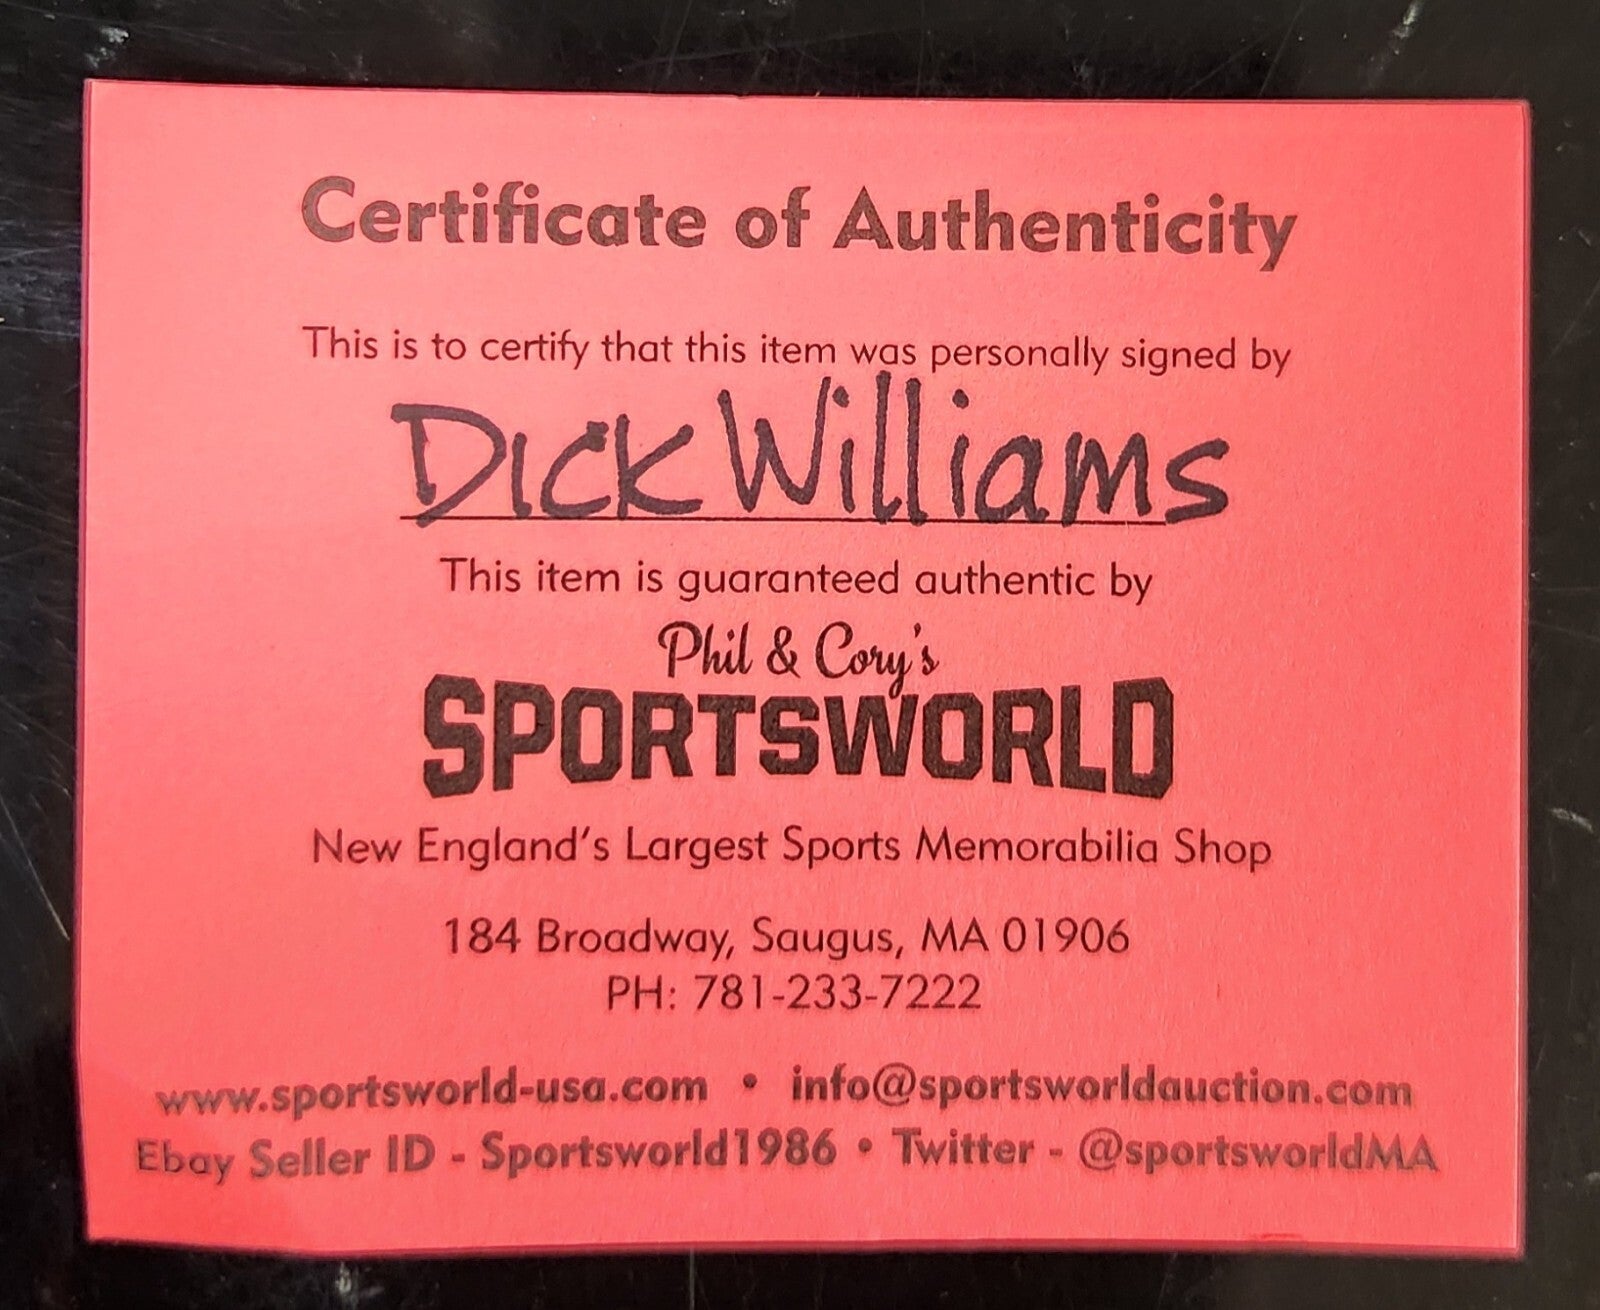 Certificate of Authenticity
This is to certify that this item was personally signed by
Dick Williams
This item is guaranteed authentic by
Phil & Cory's
SPORTSWORLD
New England's Largest Sports Memorabilia Shop
184 Broadway, Saugus, MA 01906
PH: 781-233-7222
www.sportsworld-usa.com • info@sportsworldauction.com
Ebay Seller ID - Sportsworld1986 • Twitter - @sportsworldMA